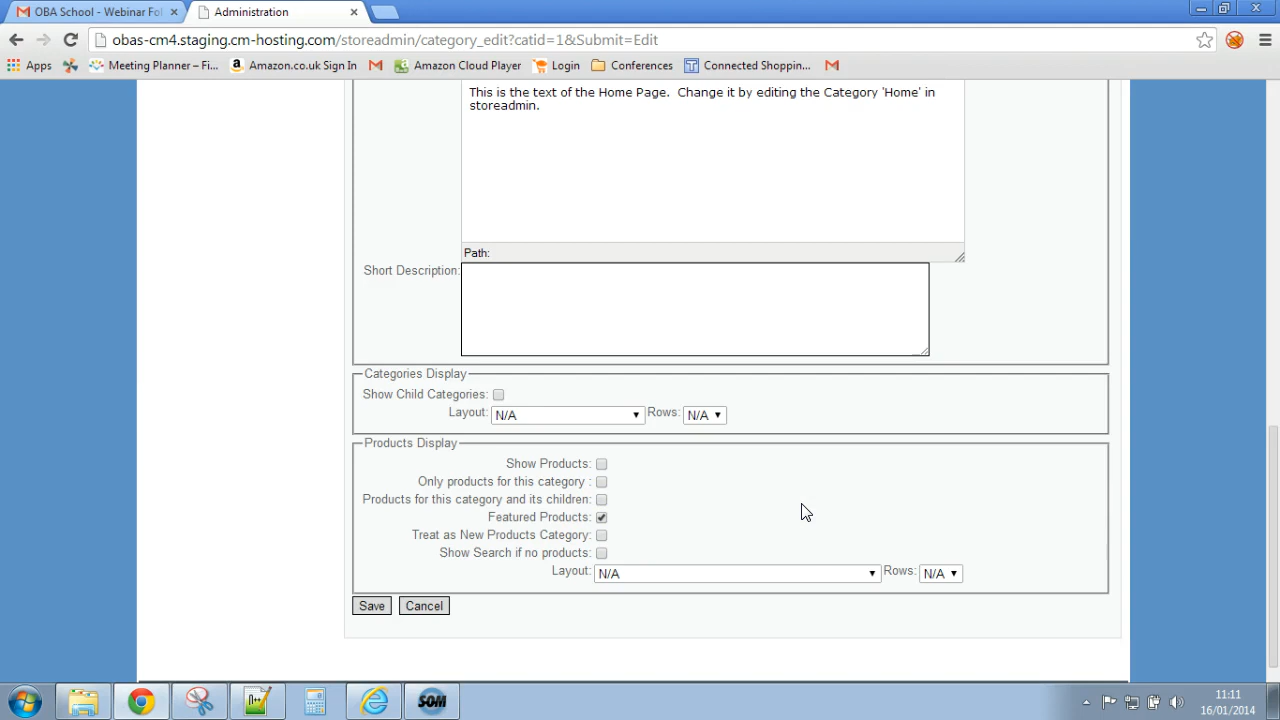 OBA School - Webinar Fol
Administration
obas-cm4.staging.cm-hosting.com/storeadmin/category_edit?catid=1&Submit=Edit
Apps Meeting Planner – Fi... Amazon.co.uk Sign In Amazon Cloud Player Login Conferences Connected Shoppin...
This is the text of the Home Page. Change it by editing the Category 'Home' in
storeadmin.
Path:
Short Description:
Categories Display
Show Child Categories:
Layout: N/A Rows: N/A
Products Display
Show Products:
Only products for this category :
Products for this category and its children:
Featured Products:
Treat as New Products Category:
Show Search if no products:
Layout: N/A Rows: N/A
Save Cancel
SOM
11:11
16/01/2014